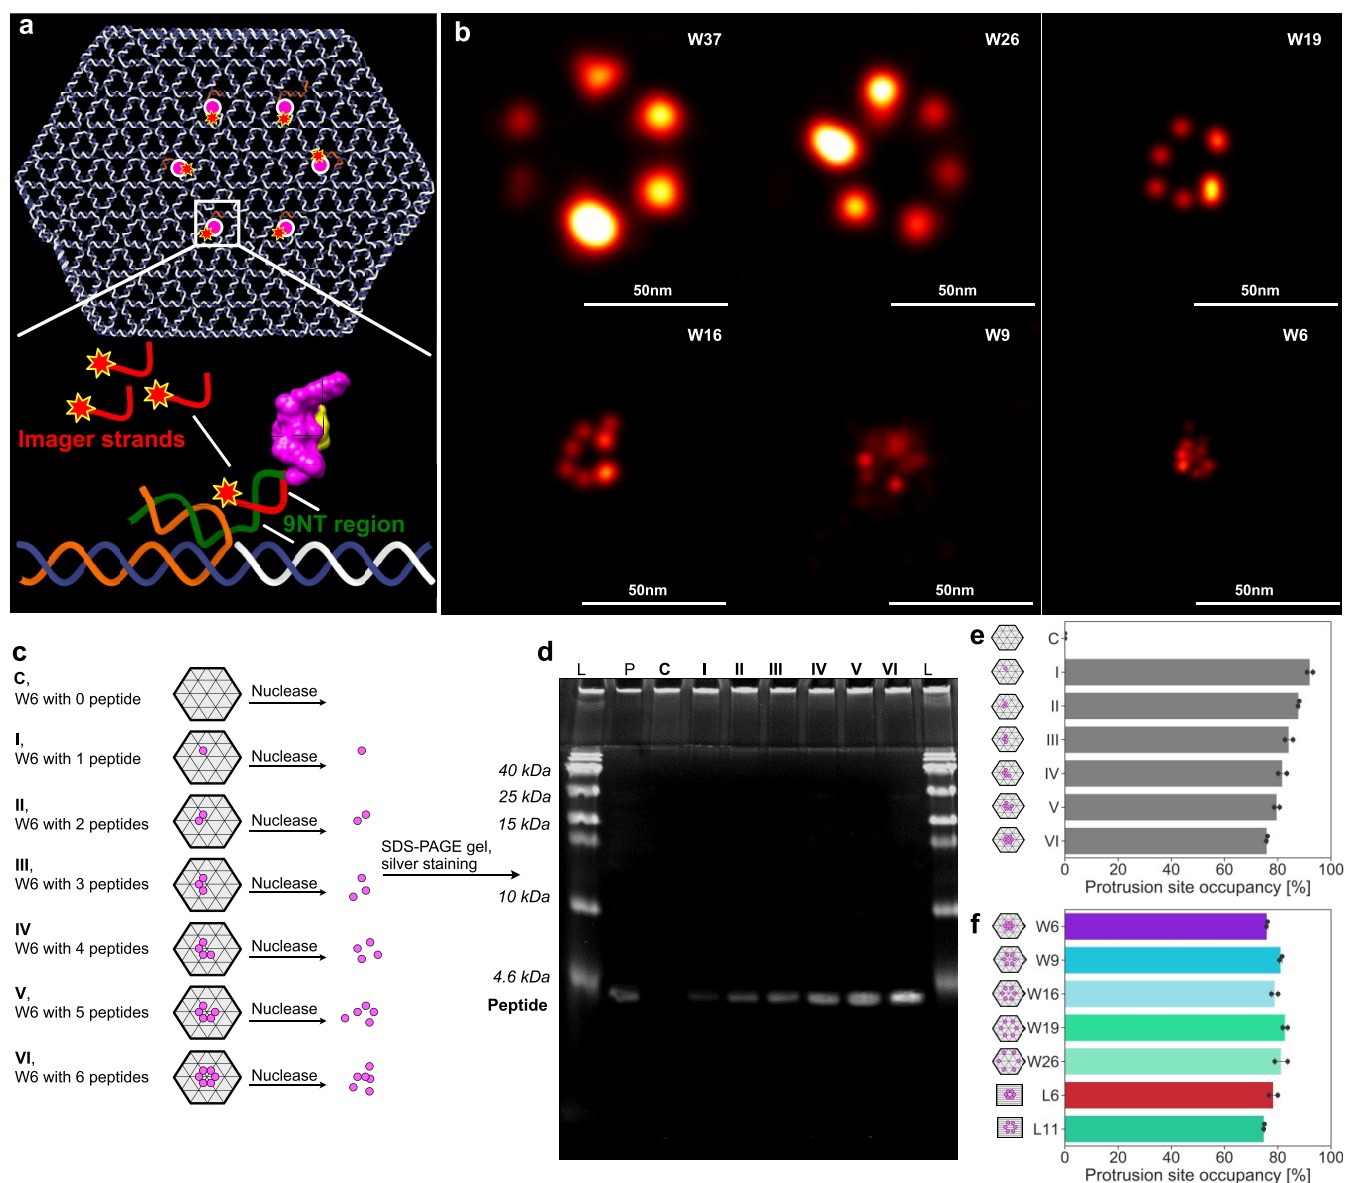 a
Imager strands
9NT region
b
W37
W26
W19
50nm
50nm
50nm
W16
W9
W6
50nm
50nm
50nm
c
C,
W6 with 0 peptide
Nuclease
I,
W6 with 1 peptide
Nuclease
II,
W6 with 2 peptides
Nuclease
III,
W6 with 3 peptides
Nuclease
IV
W6 with 4 peptides
Nuclease
V,
W6 with 5 peptides
Nuclease
VI,
W6 with 6 peptides
Nuclease
SDS-PAGE gel,
silver staining
d
L P C I II III IV V VI L
40 kDa
25 kDa
15 kDa
10 kDa
4.6 kDa
Peptide
e
C
I
II
III
IV
V
VI
0 20 40 60 80 100
Protrusion site occupancy [%]
f
W6
W9
W16
W19
W26
L6
L11
0 20 40 60 80 100
Protrusion site occupancy [%]